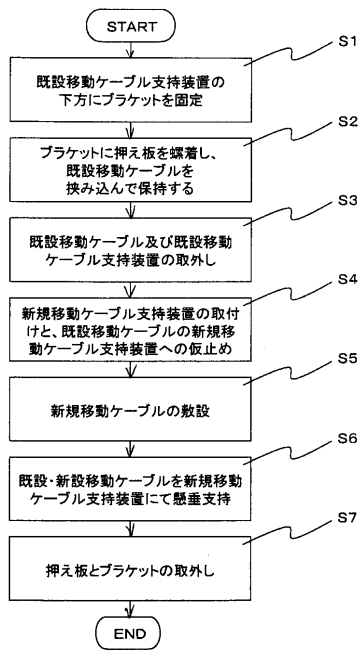 START
S1
既設移動ケーブル支持装置の
下方にブラケットを固定
S2
ブラケットに押え板を螺着し、
既設移動ケーブルを
挟み込んで保持する
S3
既設移動ケーブル及び既設移動
ケーブル支持装置の取外し
S4
新規移動ケーブル支持装置の取付
けと、既設移動ケーブルの新規移
動ケーブル支持装置への仮止め
S5
新規移動ケーブルの敷設
S6
既設・新設移動ケーブルを新規移動
ケーブル支持装置にて懸垂支持
S7
押え板とブラケットの取外し
END